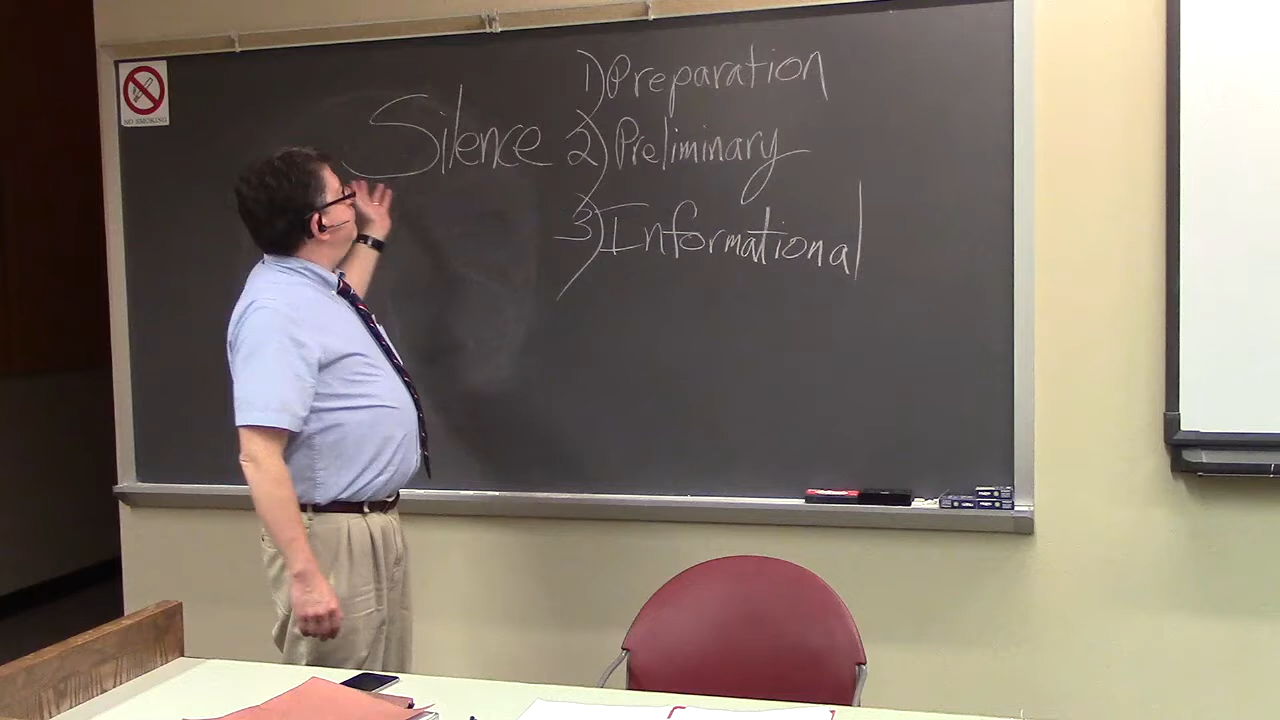 NO SMOKING
1) Preparation
Silence 2) Preliminary
3) Informational